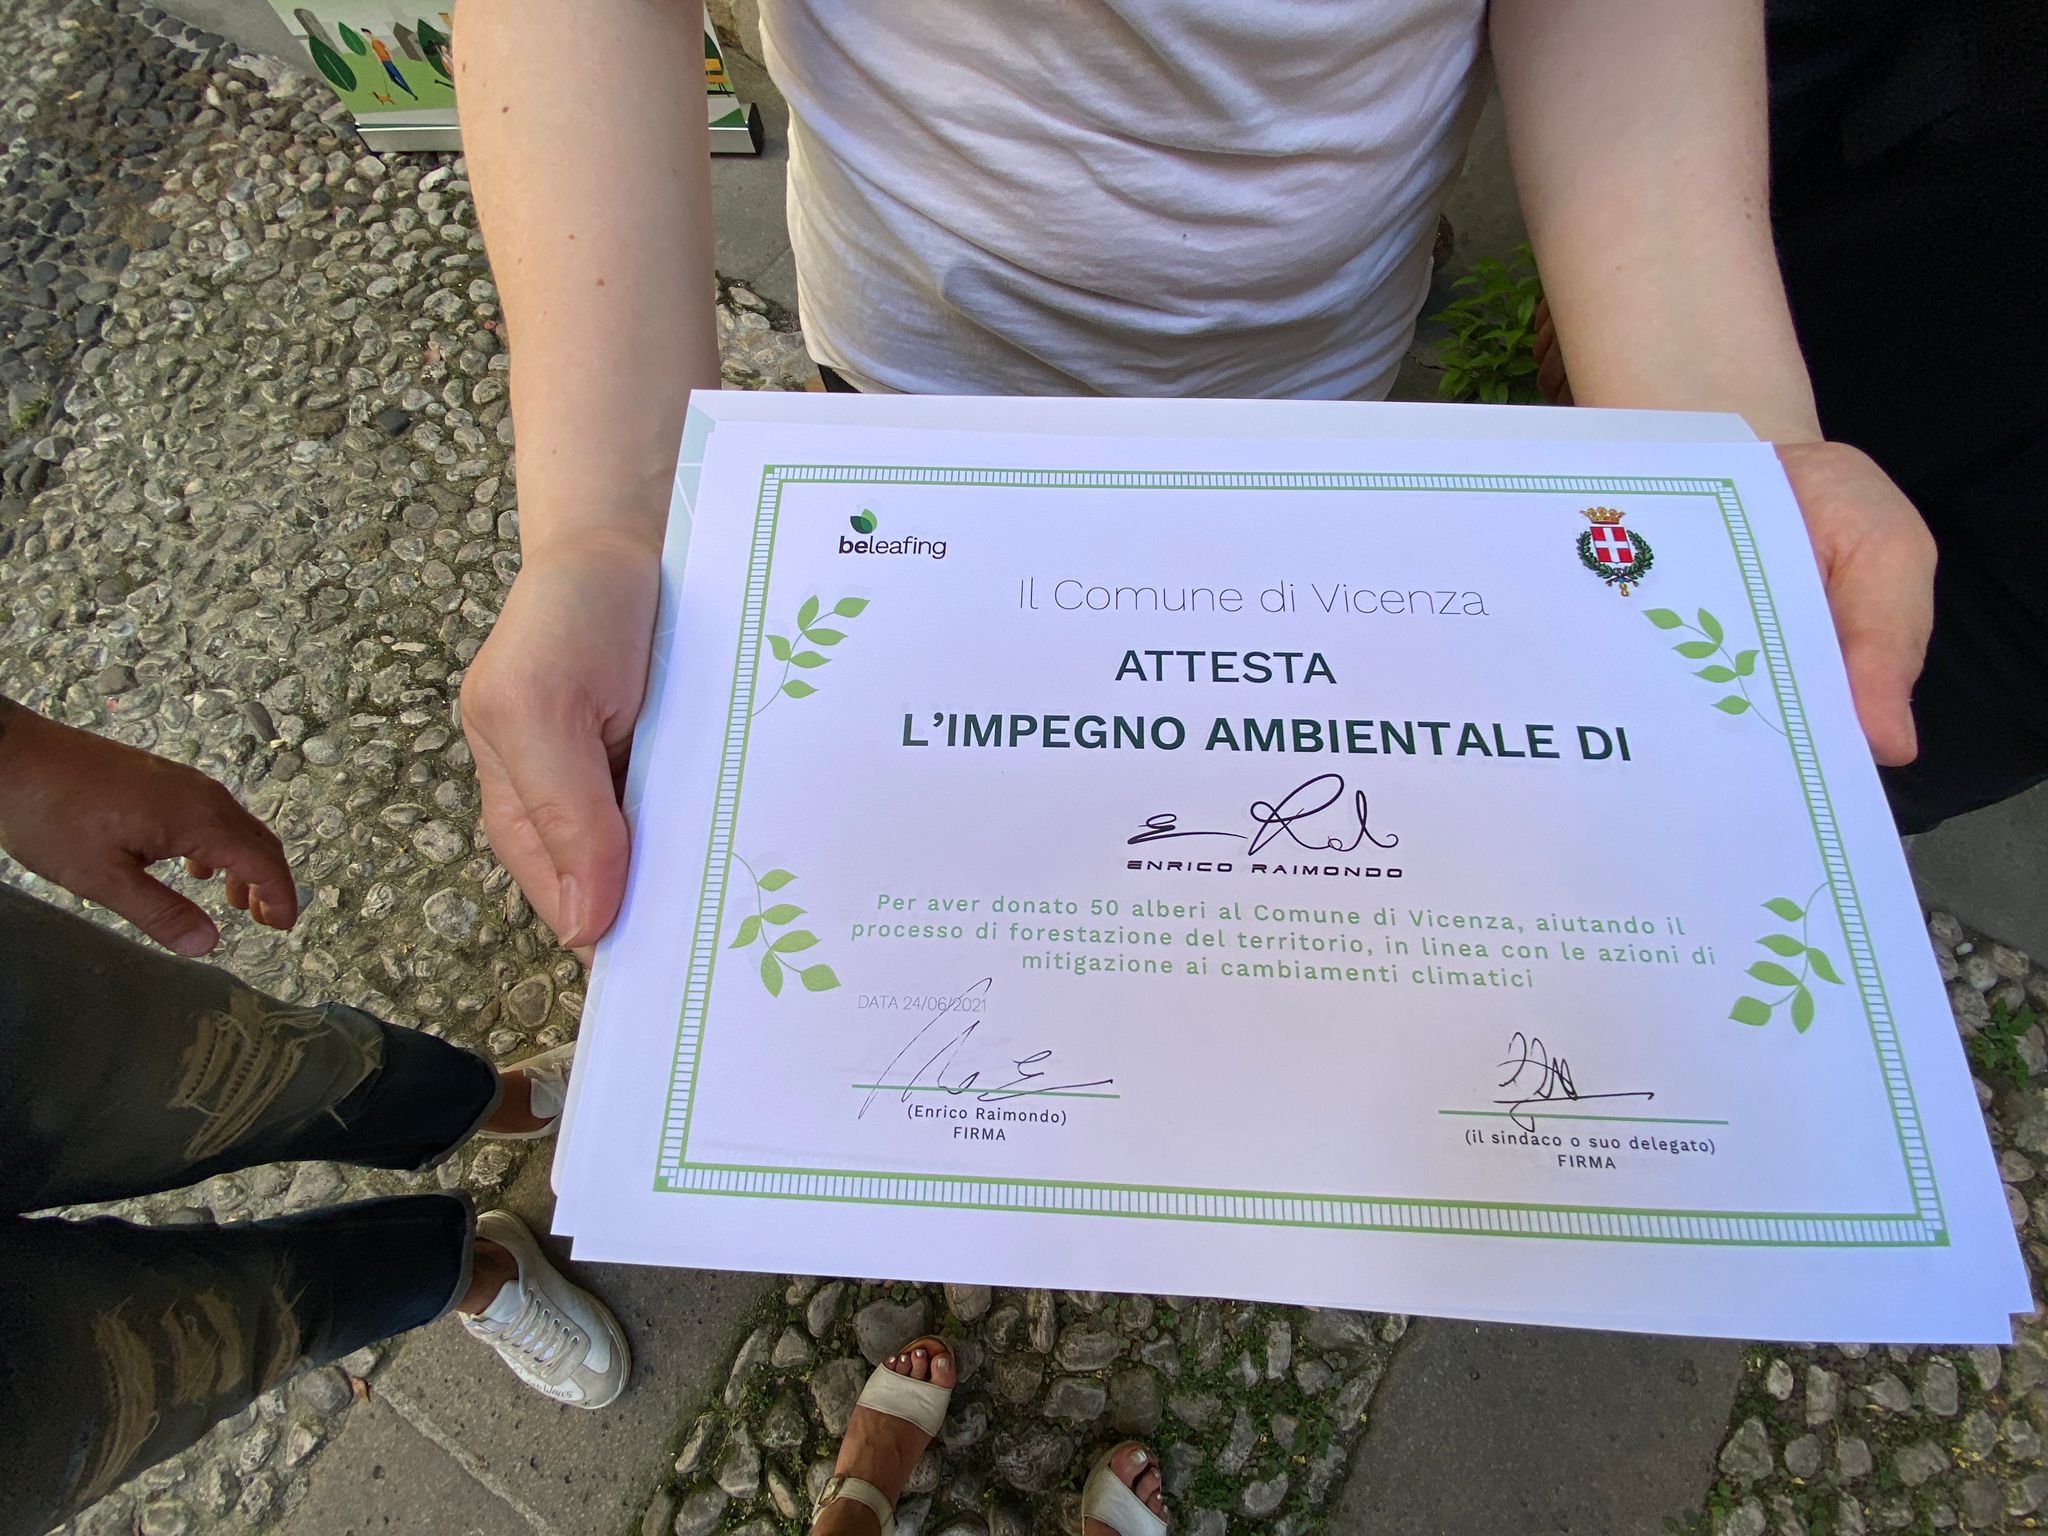 beleafing
Il Comune di Vicenza
ATTESTA
L'IMPEGNO AMBIENTALE DI
ENRICO RAIMONDO
Per aver donato 50 alberi al Comune di Vicenza, aiutando il
processo di forestazione del territorio, in linea con le azioni di
mitigazione ai cambiamenti climatici
DATA 24/06/2021
(Enrico Raimondo)
FIRMA
(il sindaco o suo delegato)
FIRMA